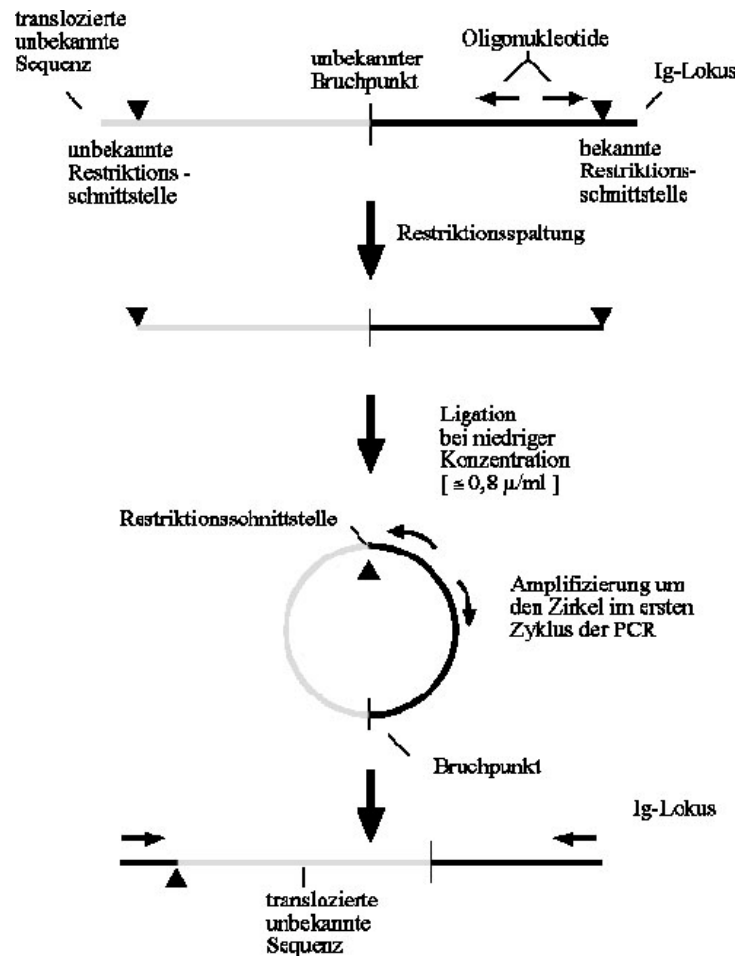 translozierte
unbekannte
Sequenz
unbekannter
Bruchpunkt
Oligonukleotide
Ig-Lokus
unbekannte
Restriktions -
schnittstelle
bekannte
Restriktions-
schnittstelle
Restriktionsspaltung
Ligation
bei niedriger
Konzentration
[ ≤ 0,8 µ/ml ]
Restriktionsschnittstelle
Amplifizierung um
den Zirkel im ersten
Zyklus der PCR
Bruchpunkt
Ig-Lokus
translozierte
unbekannte
Sequenz